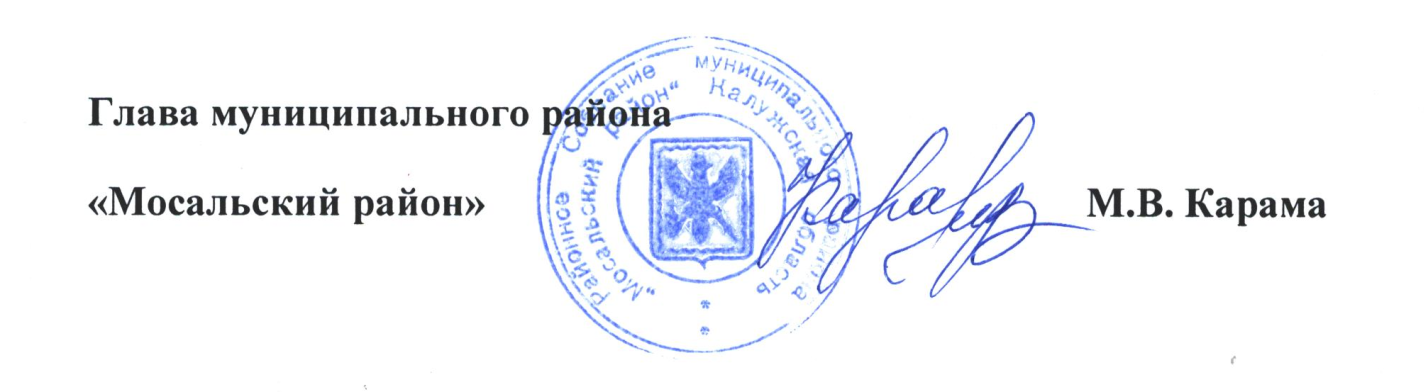 Глава муниципального района
«Мосальский район»
М.В. Карама
Районное Собрание муниципального района
"Мосальский район" Калужская область